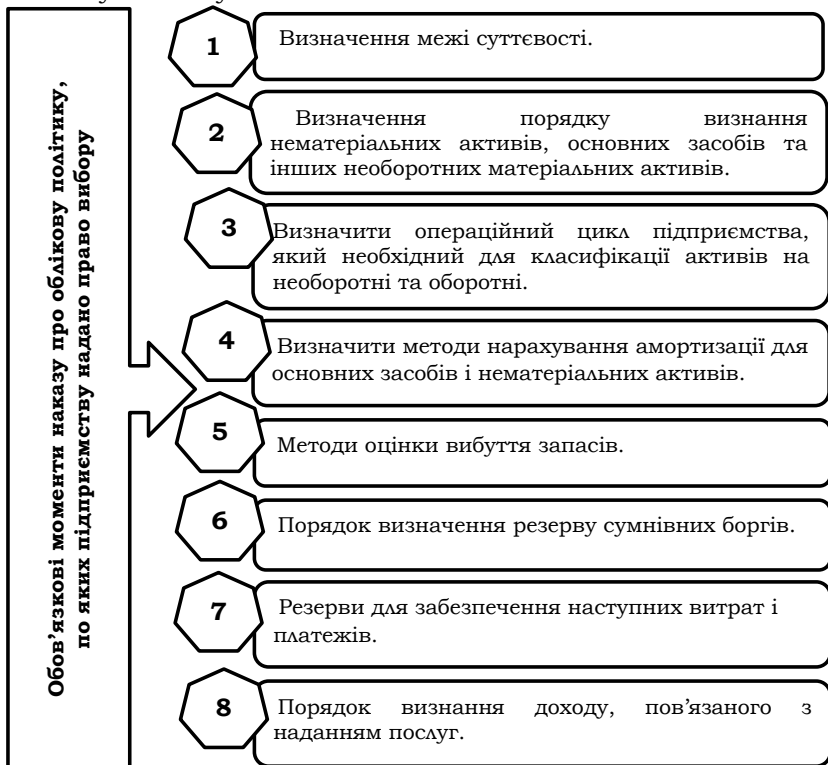 Обов’язкові моменти наказу про облікову політику,
по яких підприємству надано право вибору
1
Визначення межі суттєвості.
2
Визначення порядку визнання
нематеріальних активів, основних засобів та
інших необоротних матеріальних активів.
3
Визначити операційний цикл підприємства,
який необхідний для класифікації активів на
необоротні та оборотні.
4
Визначити методи нарахування амортизації для
основних засобів і нематеріальних активів.
5
Методи оцінки вибуття запасів.
6
Порядок визначення резерву сумнівних боргів.
7
Резерви для забезпечення наступних витрат і
платежів.
8
Порядок визнання доходу, пов’язаного з
наданням послуг.